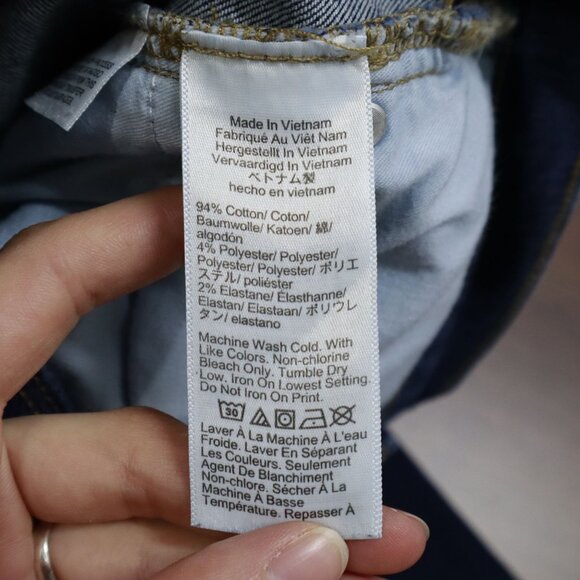 Made In Vietnam
Fabriqué Au Viêt Nam
Hergestellt In Vietnam
Vervaardigd In Vietnam
ベトナム製
hecho en vietnam
94% Cotton/ Coton/
Baumwolle/ Katoen/ 綿/
algodón
4% Polyester/ Polyester/
Polyester/ Polyester/ ポリエ
ステル/ poliéster
2% Elastane/ Élasthanne/
Elastan/ Elastaan/ ポリウレ
タン/ elastano
Machine Wash Cold. With
Like Colors. Non-chlorine
Bleach Only. Tumble Dry
Low. Iron On Lowest Setting.
Do Not Iron On Print.
30
Laver À La Machine À L'eau
Froide. Laver En Séparant
Les Couleurs. Seulement
Agent De Blanchiment
Non-chlore. Sécher À La
Machine À Basse
Température. Repasser À